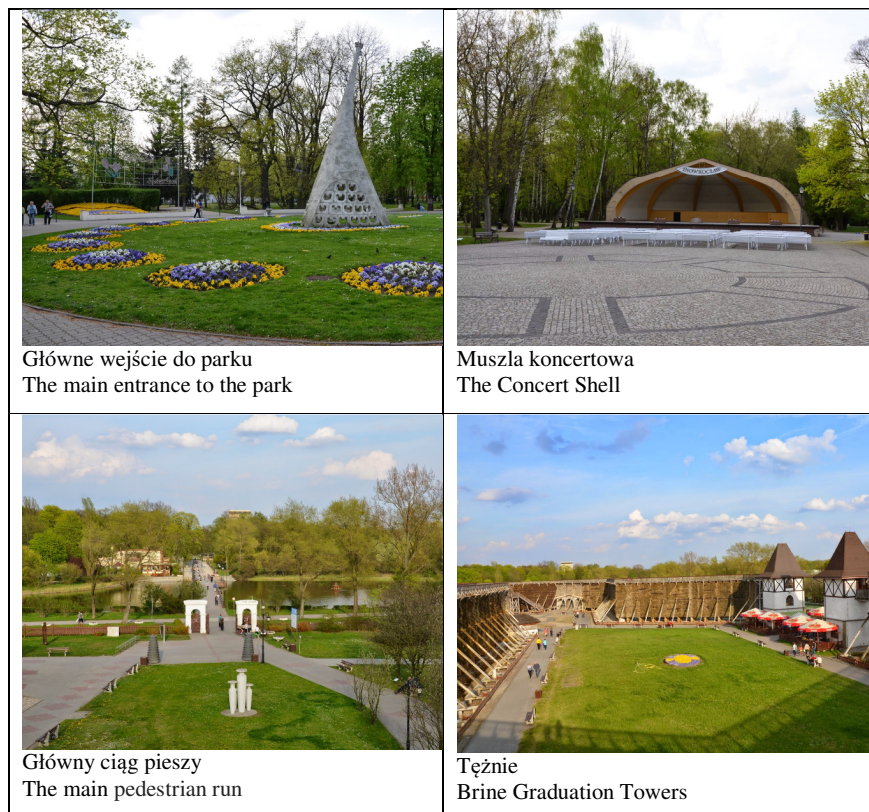 INOWROCŁAW
Główne wejście do parku
The main entrance to the park
Muszla koncertowa
The Concert Shell
Główny ciąg pieszy
The main pedestrian run
Tężnie
Brine Graduation Towers